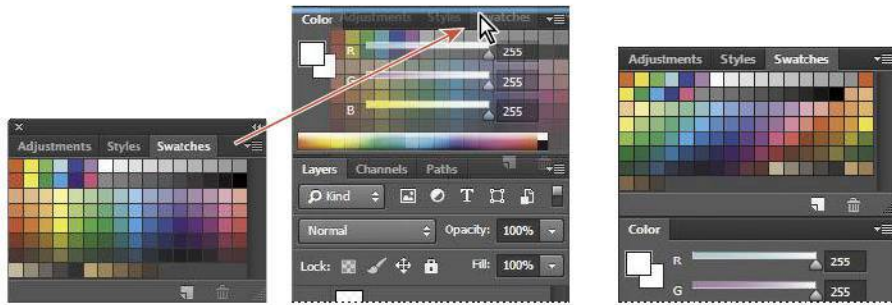 Adjustments Styles Swatches
Color Adjustments Styles Swatches
R 255
G 255
B 255
Layers Channels Paths
Kind T
Normal Opacity: 100%
Lock: Fill: 100%
Adjustments Styles Swatches
Color
R 255
G 255